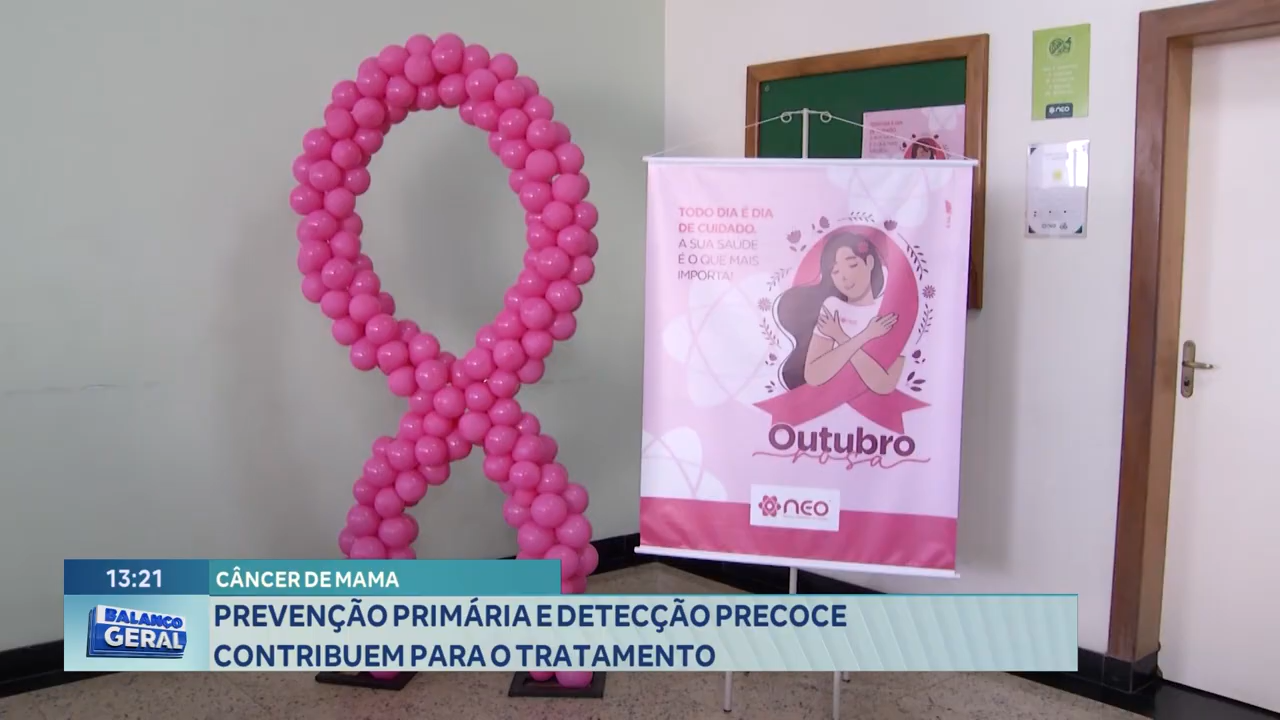 TODO DIA É DIA
DE CUIDADO.
A SUA SAÚDE
É O QUE MAIS
IMPORTA!
Outubro
rosa
NEO
NEO
13:21
CÂNCER DE MAMA
BALANÇO
GERAL
PREVENÇÃO PRIMÁRIA E DETECÇÃO PRECOCE
CONTRIBUEM PARA O TRATAMENTO